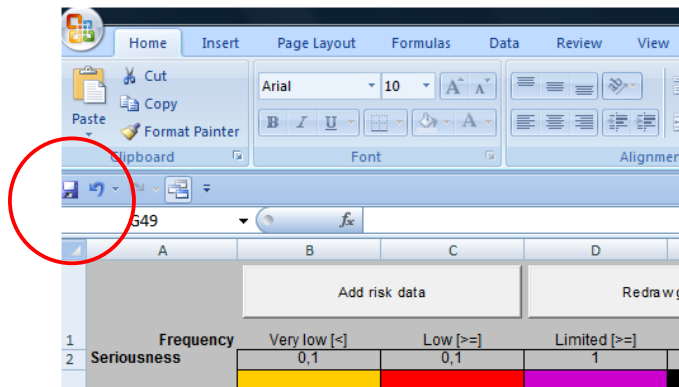 Home Insert Page Layout Formulas Data Review View
Cut
Arial 10 A A
Copy
Paste
Format Painter
B I U A
Clipboard Font
G49 fx
A B C D
Add risk data
1 Frequency Very low [<] Low [>=] Limited [>=]
2 Seriousness 0,1 0,1 1